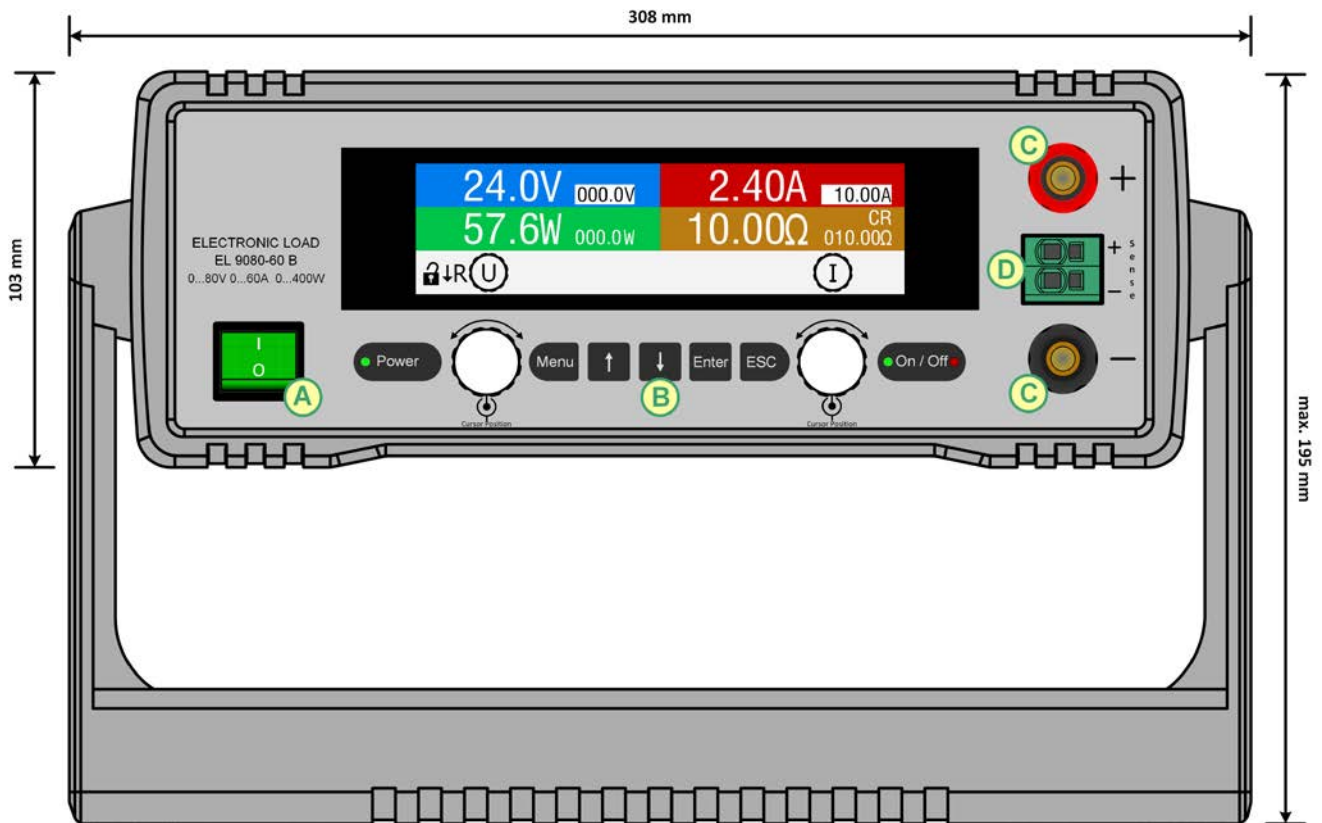 308 mm
103 mm
max. 195 mm
ELECTRONIC LOAD
EL 9080-60 B
0...80V 0...60A 0...400W
24.0V 000.0V
2.40A 10.00A
57.6W 000.0W
10.00Ω CR 010.00Ω
↓R U
I
C
+
D
+ sense
−
C
−
I
O
A
Power
Menu
↑
↓
B
Enter
ESC
On / Off
Cursor Position
Cursor Position